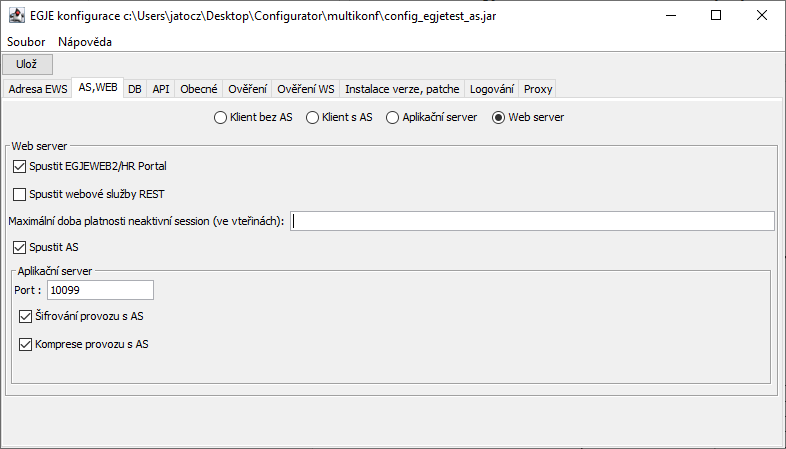 EGJE konfigurace c:\Users\jatocz\Desktop\Configurator\multikonf\config_egjetest_as.jar
Soubor Nápověda
Ulož
Adresa EWS AS,WEB DB API Obecné Ověření Ověření WS Instalace verze, patche Logování Proxy
Klient bez AS Klient s AS Aplikační server Web server
Web server
Spustit EGJEWEB2/HR Portal
Spustit webové služby REST
Maximální doba platnosti neaktivní session (ve vteřinách):
Spustit AS
Aplikační server
Port : 10099
Šifrování provozu s AS
Komprese provozu s AS